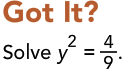 Got It?
Solve y² = 4/9.